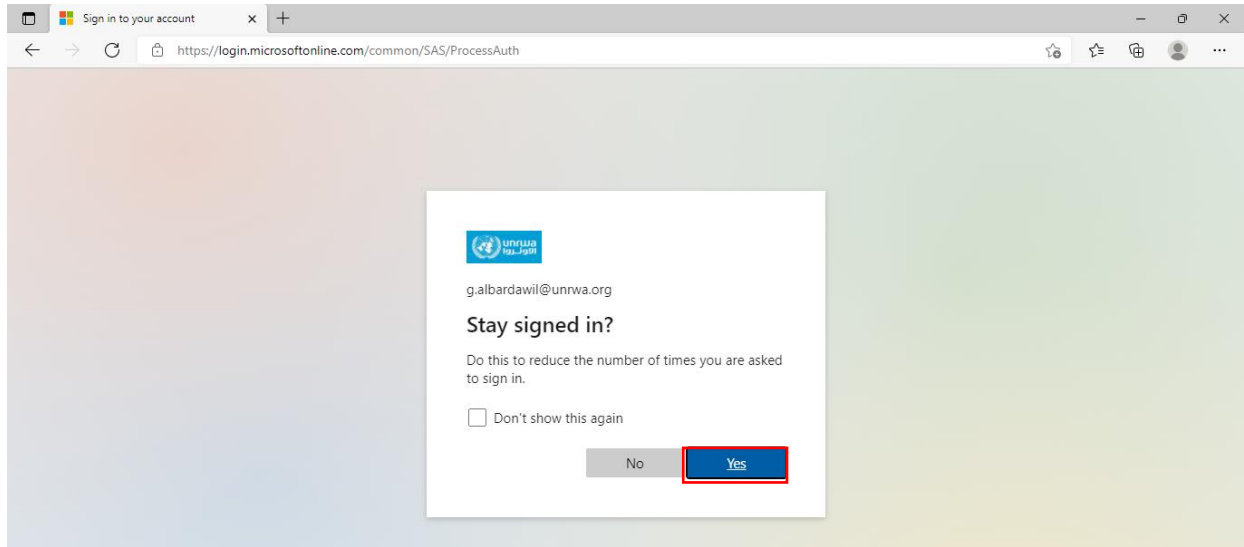 Sign in to your account
https://login.microsoftonline.com/common/SAS/ProcessAuth
unrwa
الأونروا
g.albardawil@unrwa.org
Stay signed in?
Do this to reduce the number of times you are asked
to sign in.
Don't show this again
No
Yes